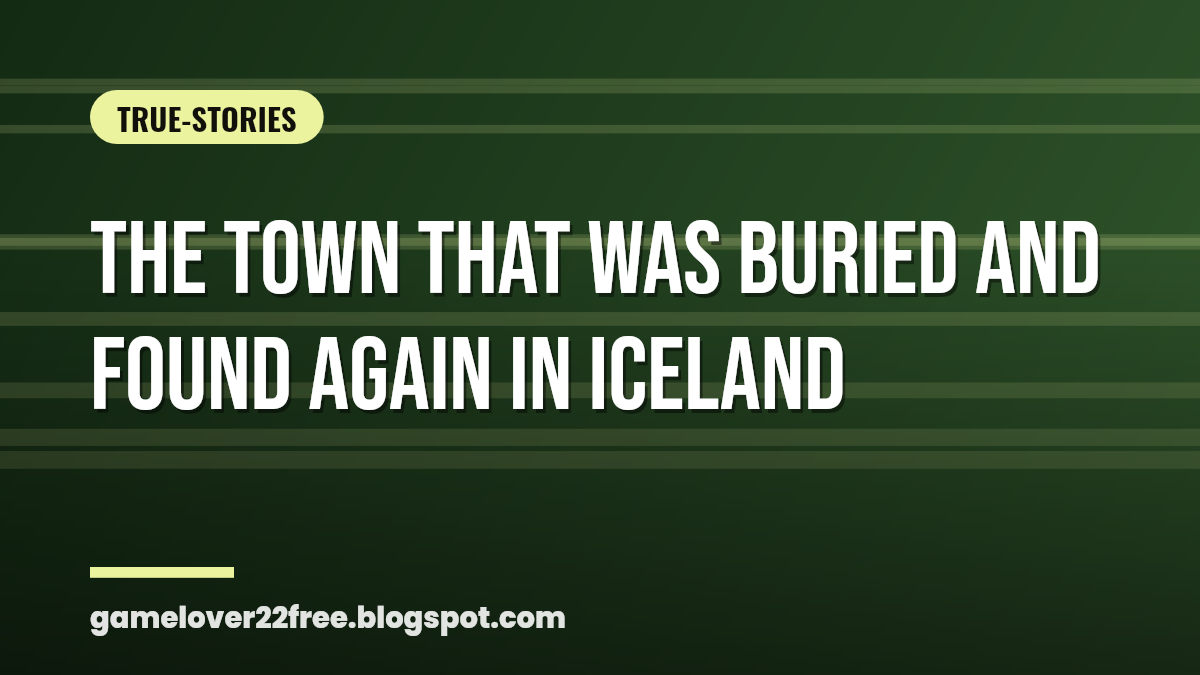 TRUE-STORIES
THE TOWN THAT WAS BURIED AND
FOUND AGAIN IN ICELAND
gamelover22free.blogspot.com